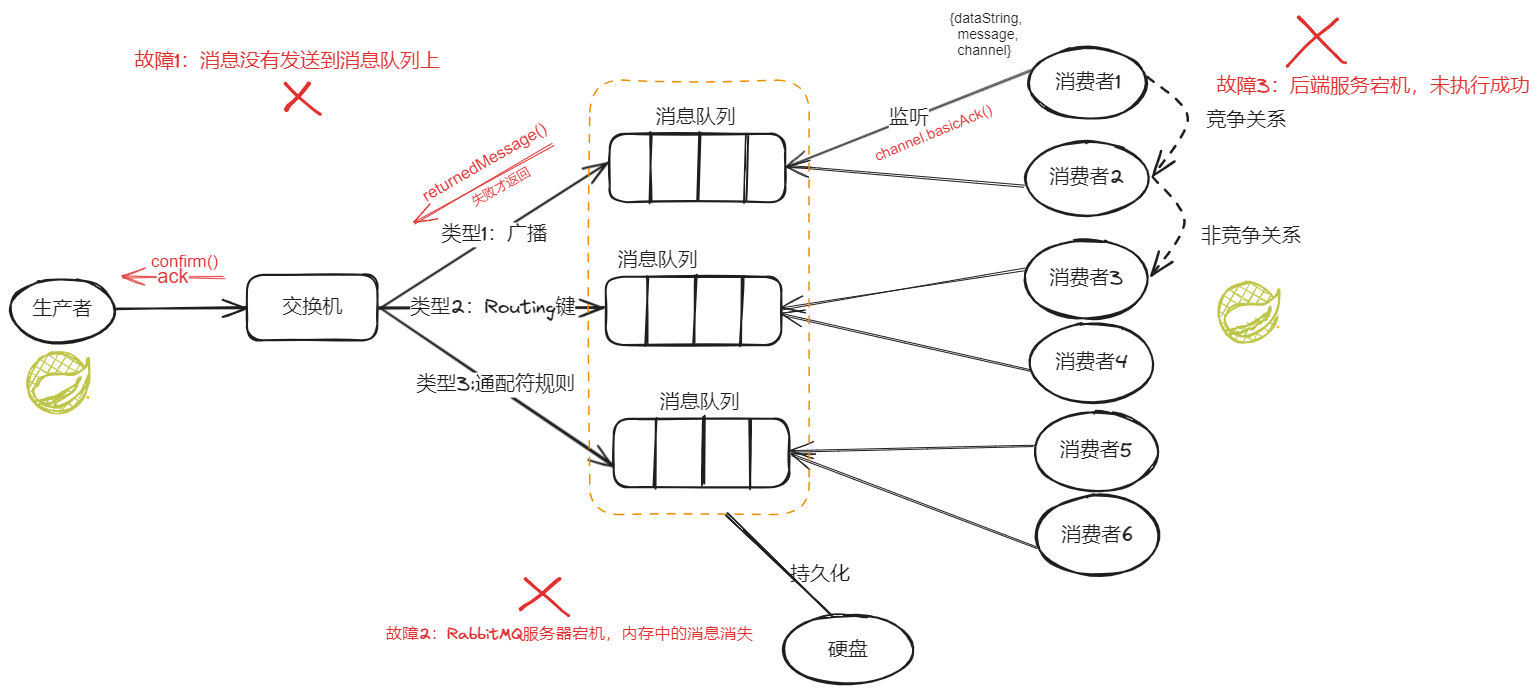 故障1：消息没有发送到消息队列上
{dataString,
message,
channel}
消费者1
故障3：后端服务宕机，未执行成功
消息队列
监听
channel.basicAck()
竞争关系
returnedMessage()
失败才返回
消费者2
类型1：广播
非竞争关系
confirm()
ack
消息队列
消费者3
生产者
交换机
类型2：Routing键
消费者4
类型3:通配符规则
消息队列
消费者5
消费者6
持久化
故障2：RabbitMQ服务器宕机，内存中的消息消失
硬盘